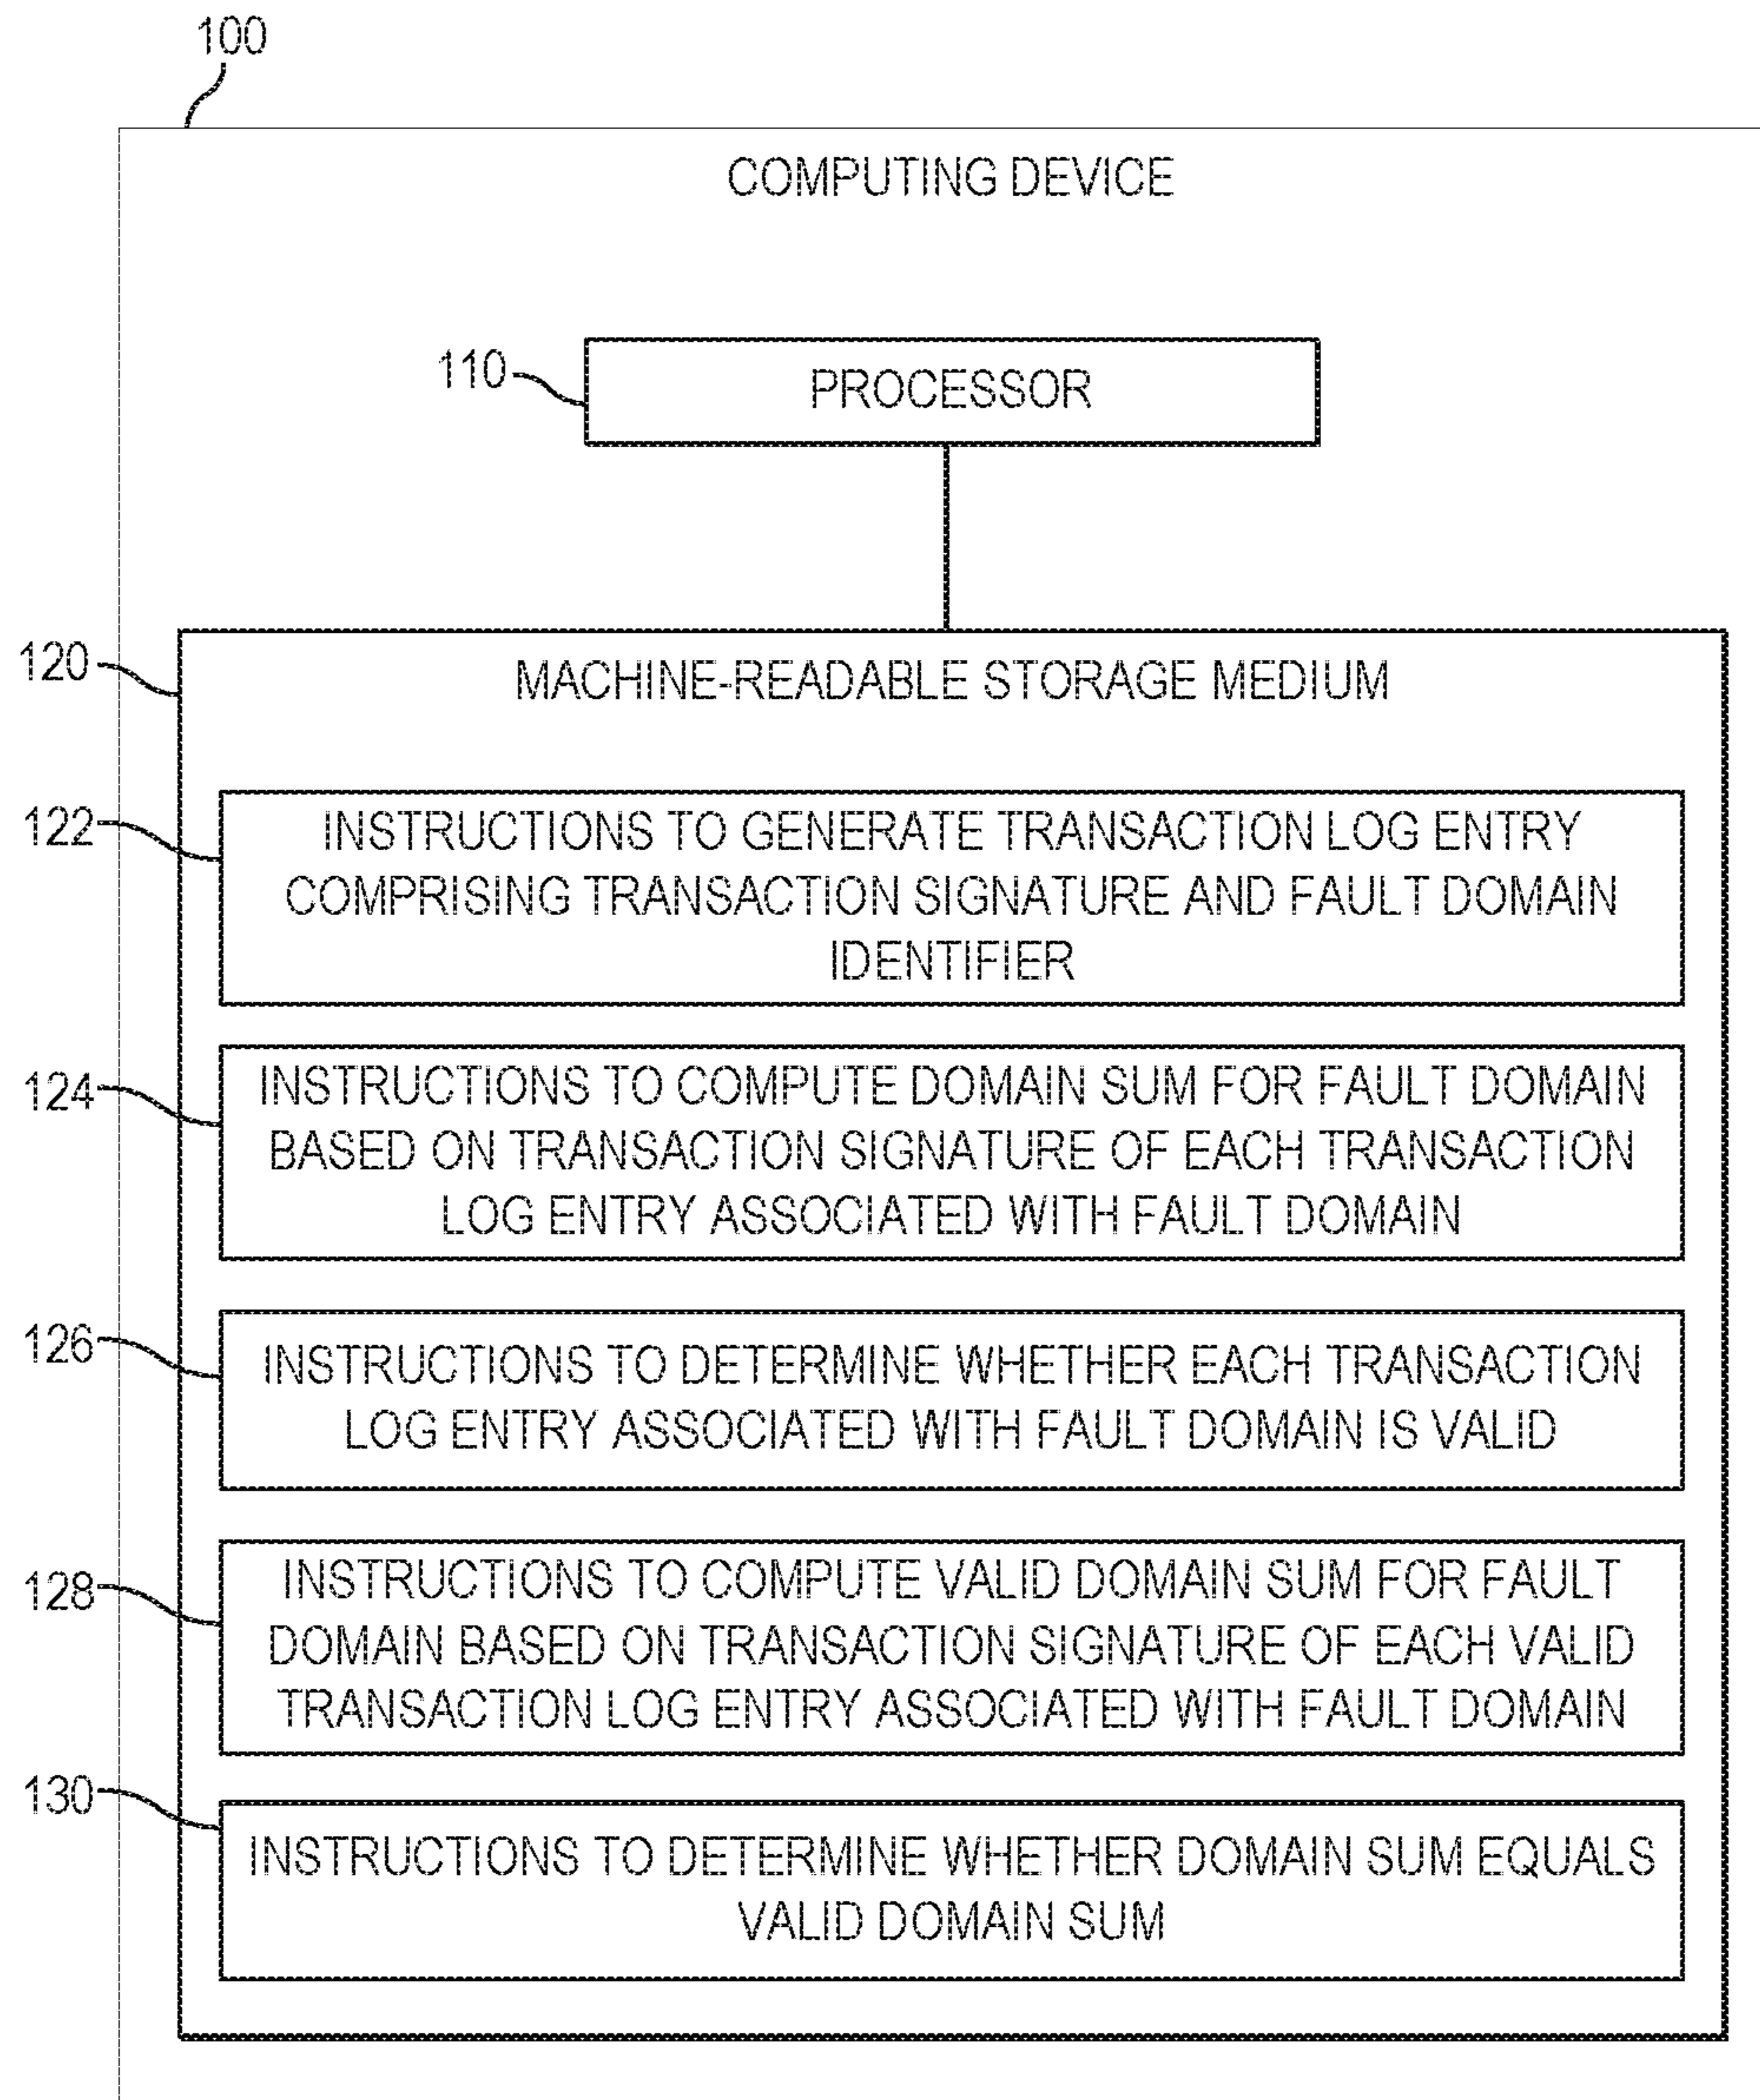 100
COMPUTING DEVICE
110
PROCESSOR
120
MACHINE-READABLE STORAGE MEDIUM
122
INSTRUCTIONS TO GENERATE TRANSACTION LOG ENTRY
COMPRISING TRANSACTION SIGNATURE AND FAULT DOMAIN
IDENTIFIER
124
INSTRUCTIONS TO COMPUTE DOMAIN SUM FOR FAULT DOMAIN
BASED ON TRANSACTION SIGNATURE OF EACH TRANSACTION
LOG ENTRY ASSOCIATED WITH FAULT DOMAIN
126
INSTRUCTIONS TO DETERMINE WHETHER EACH TRANSACTION
LOG ENTRY ASSOCIATED WITH FAULT DOMAIN IS VALID
128
INSTRUCTIONS TO COMPUTE VALID DOMAIN SUM FOR FAULT
DOMAIN BASED ON TRANSACTION SIGNATURE OF EACH VALID
TRANSACTION LOG ENTRY ASSOCIATED WITH FAULT DOMAIN
130
INSTRUCTIONS TO DETERMINE WHETHER DOMAIN SUM EQUALS
VALID DOMAIN SUM